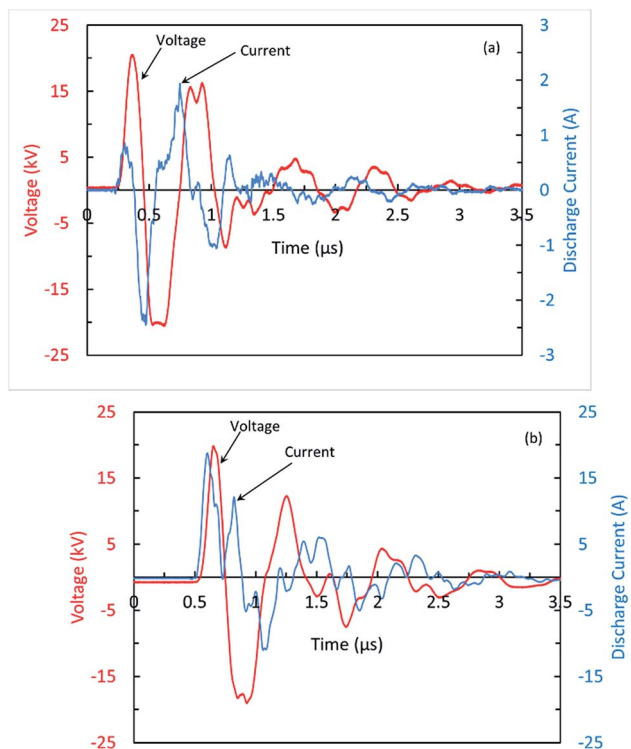 25
3
(a)
Voltage
Current
15
2
5
1
0
0 0.5 1 1.5 2 2.5 3 3.5
-5
-1
Time (µs)
-15
-2
-25
-3
Voltage (kV)
Discharge Current (A)
25
25
(b)
Voltage
Current
15
15
5
5
0 0.5 1 1.5 2 2.5 3 3.5
-5
-5
Time (µs)
-15
-15
-25
-25
Voltage (kV)
Discharge Current (A)